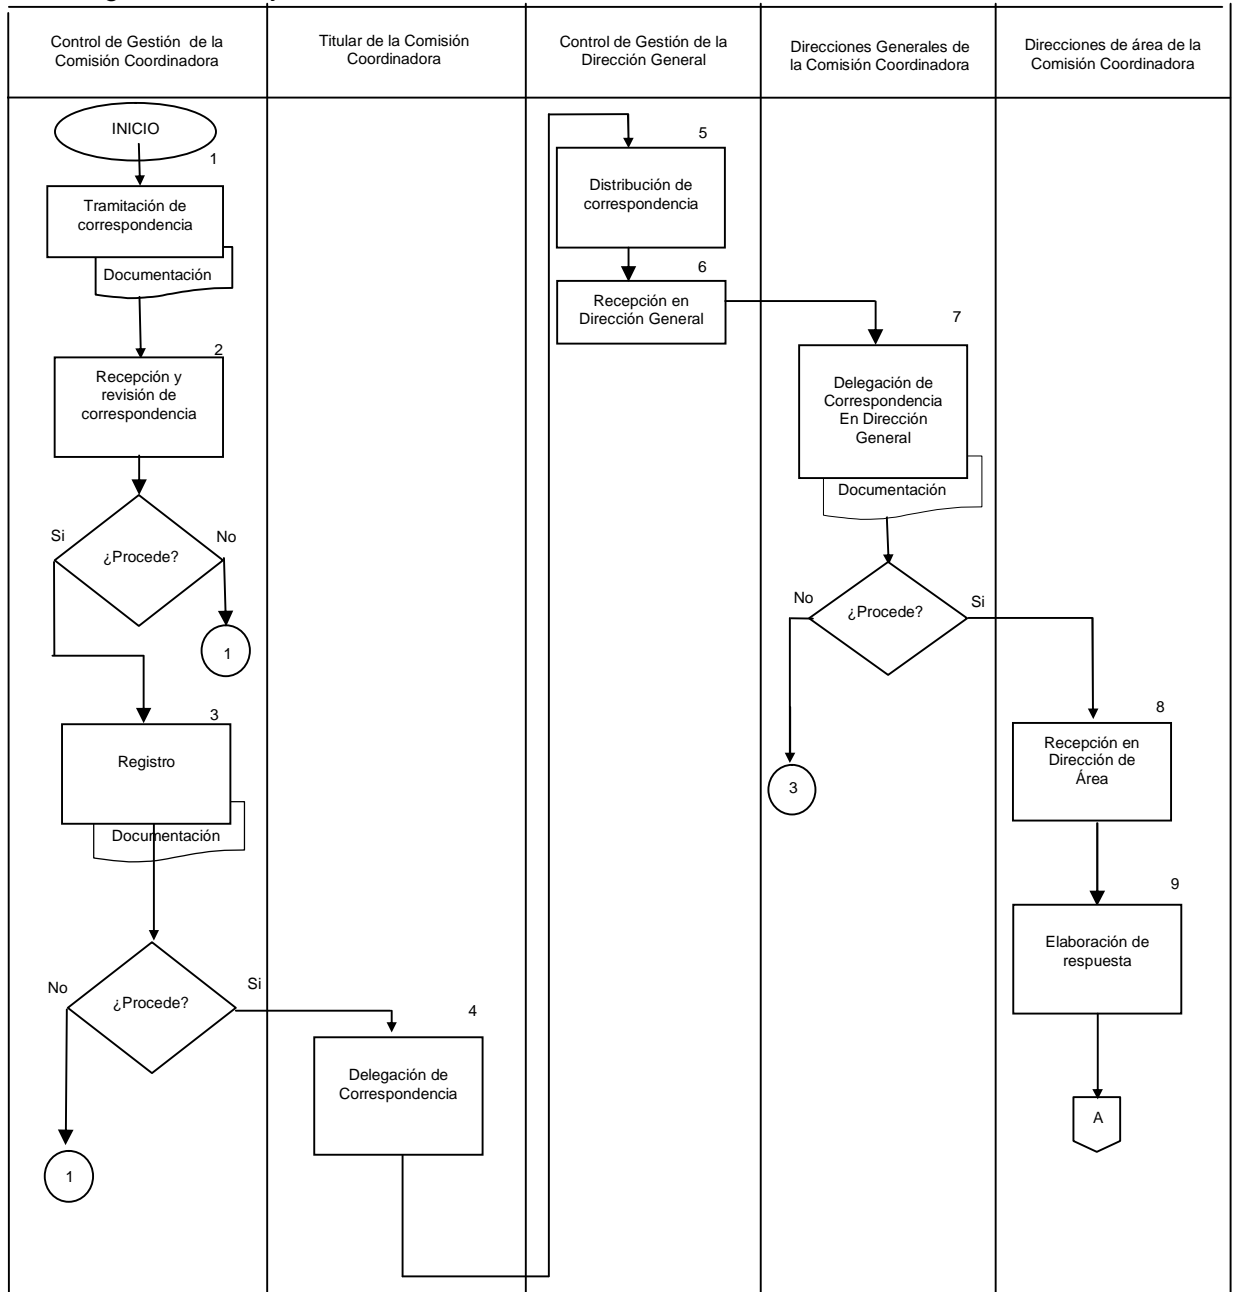 Control de Gestión de la
Comisión Coordinadora
Titular de la Comisión
Coordinadora
Control de Gestión de la
Dirección General
Direcciones Generales de
la Comisión Coordinadora
Direcciones de área de la
Comisión Coordinadora
INICIO
1
Tramitación de
correspondencia
Documentación
2
Recepción y
revisión de
correspondencia
Si
No
¿Procede?
1
3
Registro
Documentación
No
Si
¿Procede?
1
4
Delegación de
Correspondencia
5
Distribución de
correspondencia
6
Recepción en
Dirección General
7
Delegación de
Correspondencia
En Dirección
General
Documentación
No
Si
¿Procede?
3
8
Recepción en
Dirección de
Área
9
Elaboración de
respuesta
A